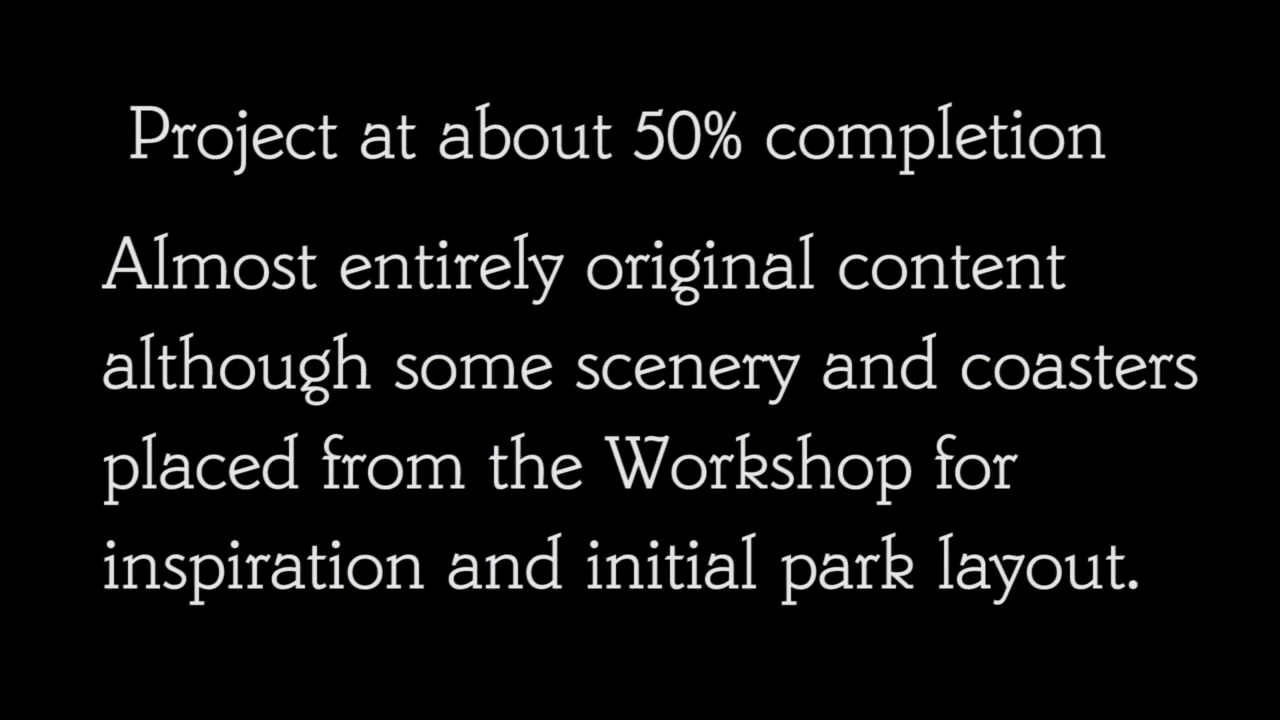 Project at about 50% completion
Almost entirely original content
although some scenery and coasters
placed from the Workshop for
inspiration and initial park layout.